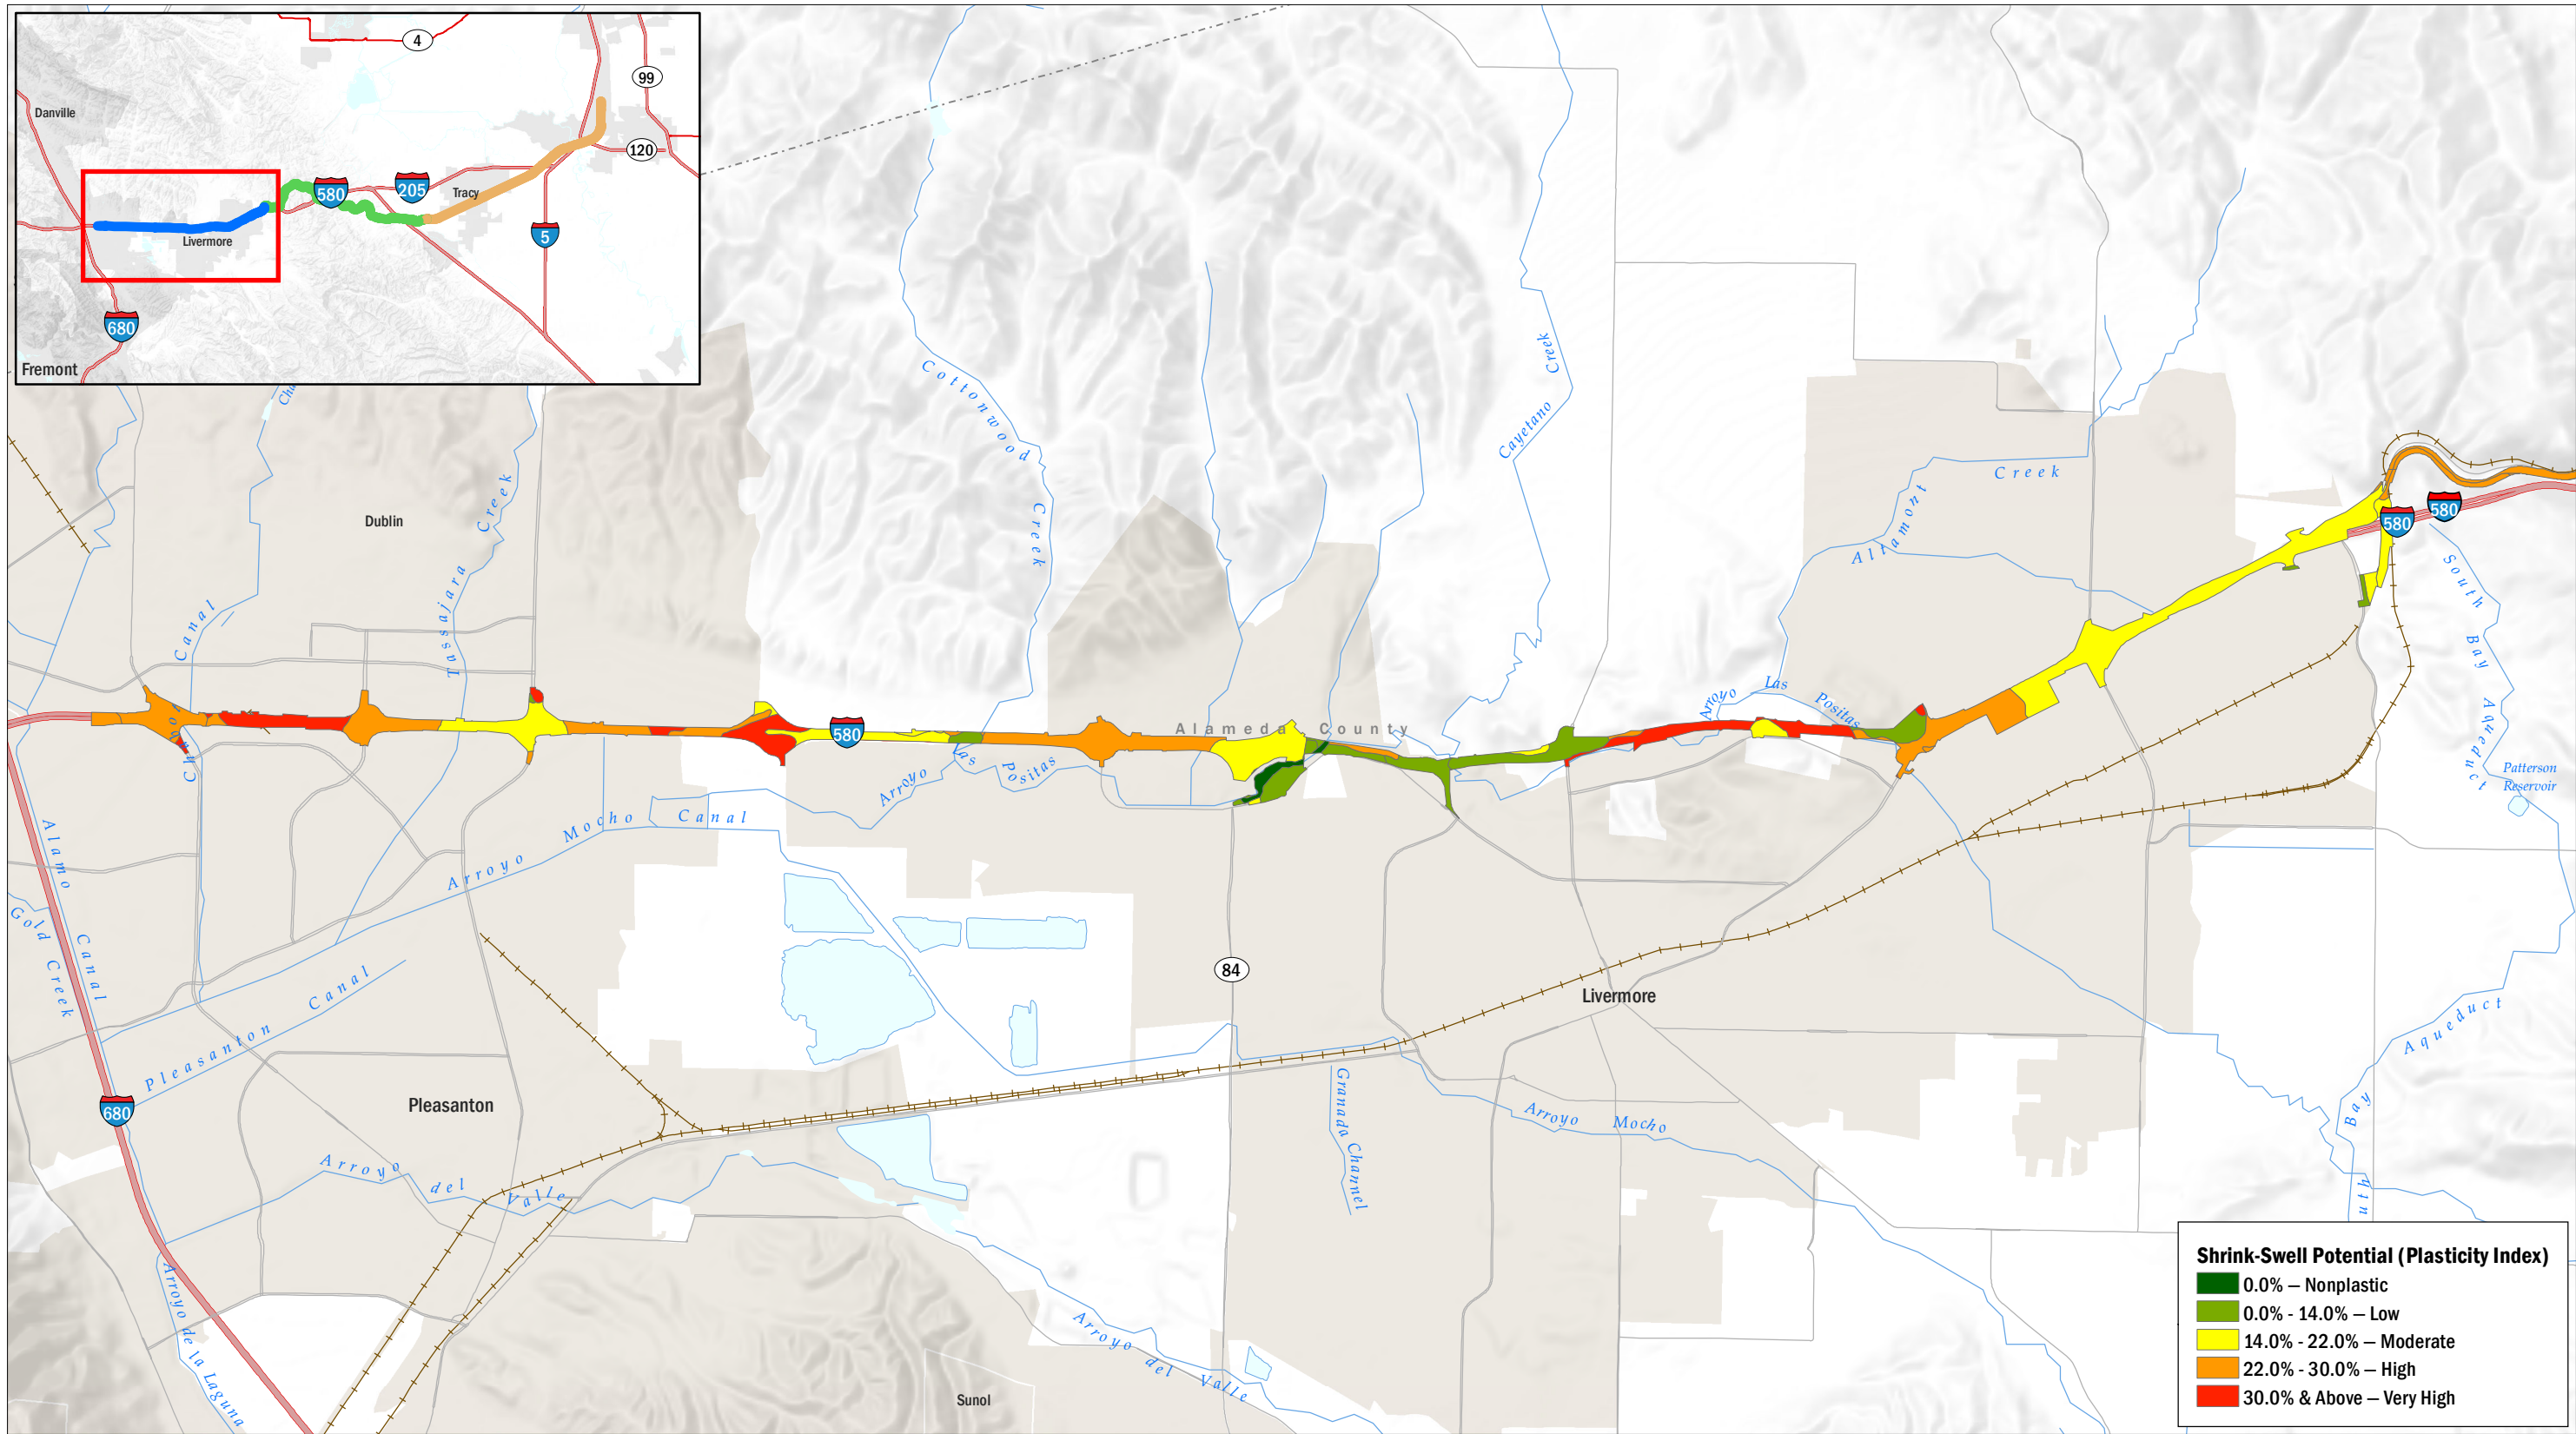 4
99
Danville
120
580
205
Tracy
Livermore
5
680
Fremont
Cottonwood
Creek
Cayetano
Creek
Dublin
Canal
Chabot
Tassajara
Creek
Altamont
Creek
580
580
South Bay Aqueduct
Patterson
Reservoir
Arroyo Las Positas
580
Alameda County
Arroyo Las Positas
Arroyo Mocho Canal
Alamo Canal
Gold Creek
84
Livermore
Pleasanton Canal
Pleasanton
680
Granada Channel
Arroyo Mocho
Aqueduct
Bay
Arroyo del Valle
Arroyo de la Laguna
Arroyo del Valle
Sunol
Shrink-Swell Potential (Plasticity Index)
0.0% — Nonplastic
0.0% - 14.0% — Low
14.0% - 22.0% — Moderate
22.0% - 30.0% — High
30.0% & Above — Very High